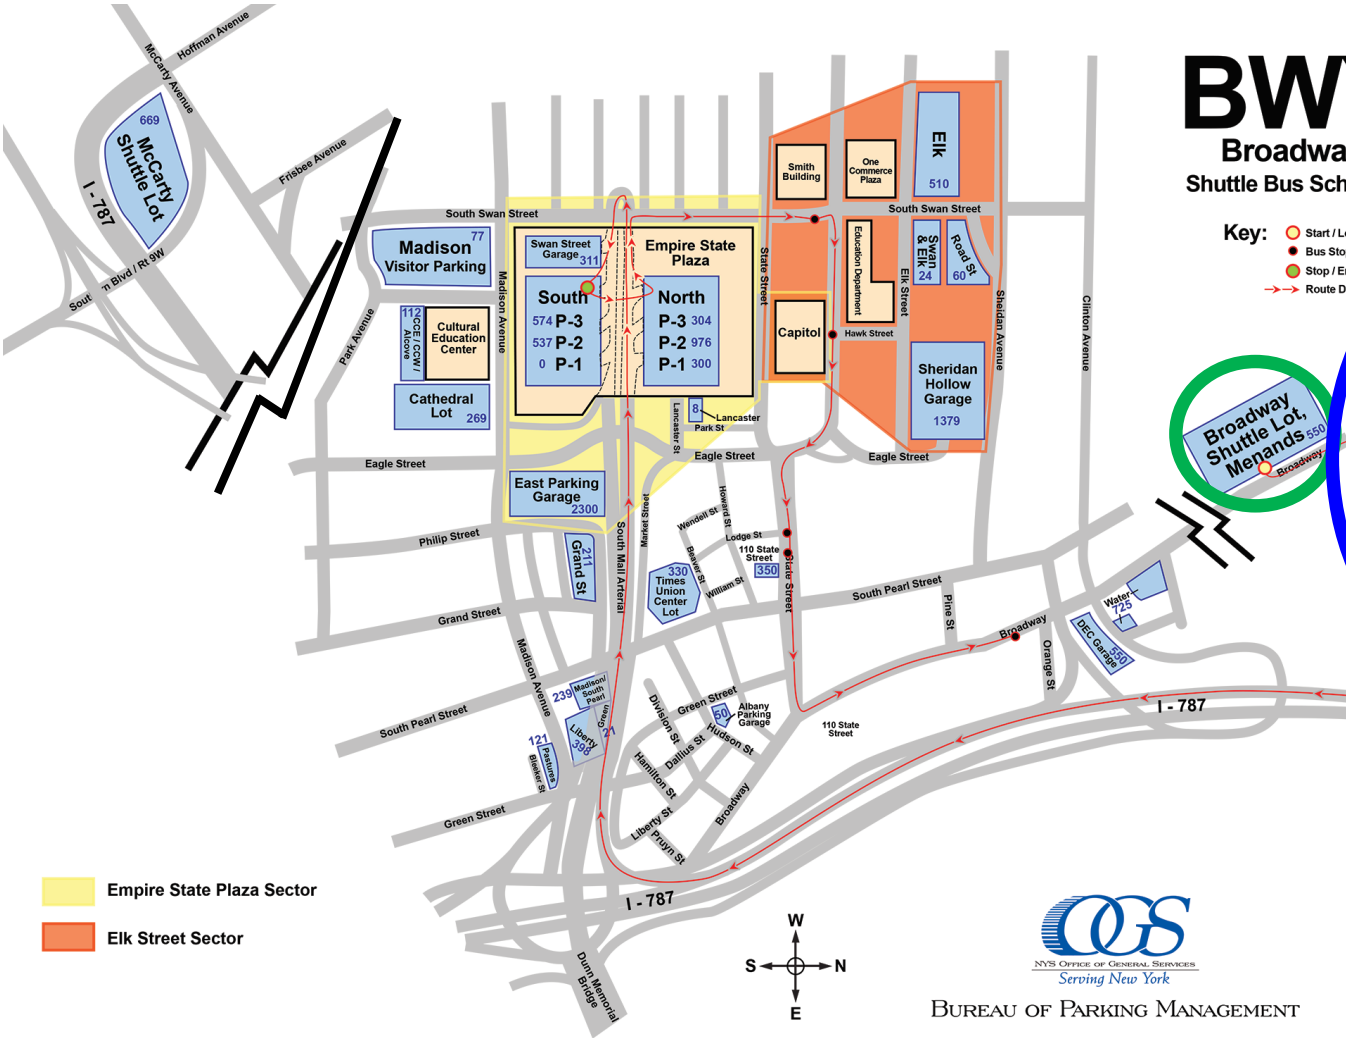 Hoffman Avenue
McCarty Avenue
669
McCarty
Shuttle Lot
I - 787
Frisbee Avenue
Blvd / Rt 9W
Park Avenue
South Swan Street
77
Madison
Visitor Parking
Madison Avenue
112
CCE / CCW /
Alcove
Cultural
Education
Center
Cathedral
Lot
269
Swan Street
Garage
311
Empire State
Plaza
South
574 P-3
537 P-2
0 P-1
North
P-3 304
P-2 976
P-1 300
State Street
Smith
Building
One
Commerce
Plaza
Elk
510
South Swan Street
Education Department
Elk Street
Swan
& Elk
24
Road St
60
Sheridan Avenue
Clinton Avenue
Capitol
Hawk Street
Sheridan
Hollow
Garage
1379
8
Lancaster
Lancaster St
Park St
Eagle Street
Eagle Street
Eagle Street
East Parking
Garage
2300
Philip Street
211
Grand St
Grand Street
South Mall Arterial
Market Street
Howard St
Wendell St
Lodge St
Beaver St
William St
110 State
Street
350
State Street
330
Times
Union
Center
Lot
South Pearl Street
Pine St
Broadway
Orange St
Water
725
DEC Garage
550
I - 787
Madison Avenue
239
Madison/
South
Pearl
Green
21
Liberty
398
121
Pastures
Bleeker St
South Pearl Street
Green Street
Division St
Green Street
50
Albany
Parking
Garage
Hudson St
Dallius St
Hamilton St
Liberty St
Pruyn St
Broadway
110 State
Street
I - 787
Dunn Memorial
Bridge
BWY
Broadwa
Shuttle Bus Sch
Key:
Start / L
Bus Sto
Stop / E
Route D
Broadway
Shuttle Lot,
Menands
550
Broadway
Empire State Plaza Sector
Elk Street Sector
W
S N
E
OGS
NYS Office of General Services
Serving New York
Bureau of Parking Management